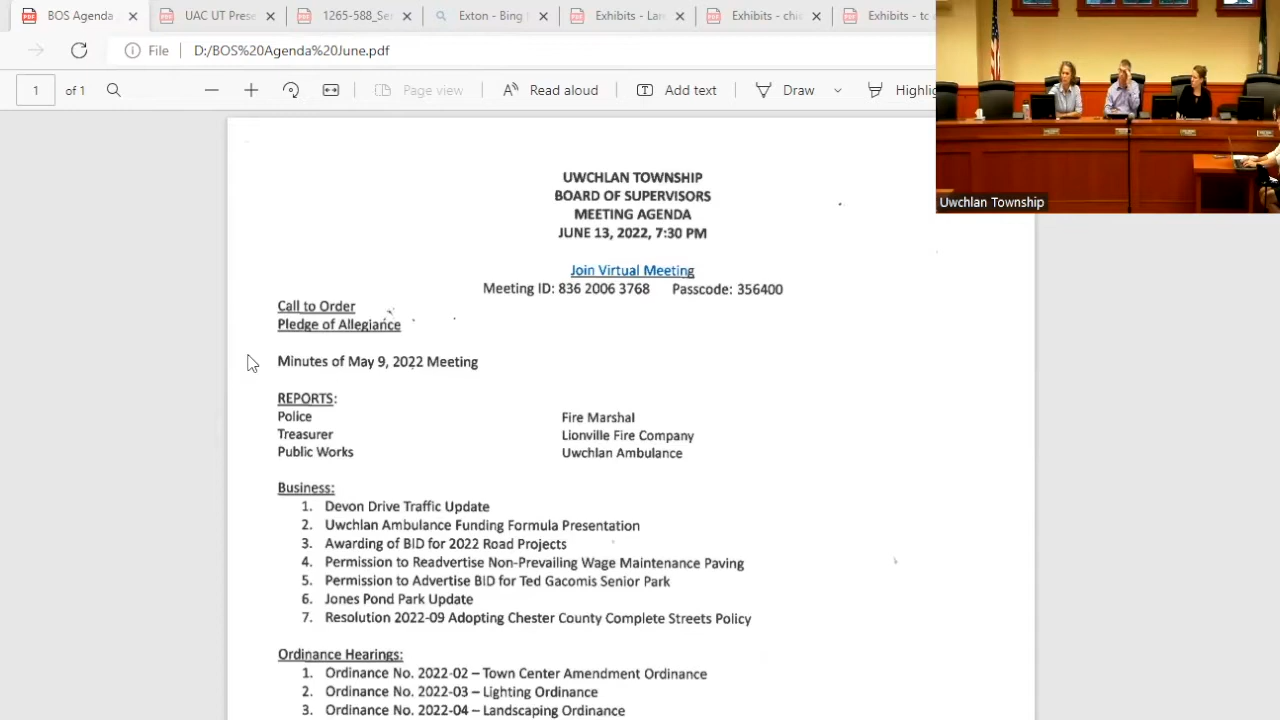 BOS Agenda
UAC UT Prese
1265-588_Se
Exton - Bing
Exhibits - Lan
Exhibits - chi
Exhibits - tc a
File
D:/BOS%20Agenda%20June.pdf
1
of 1
Page view
Read aloud
Add text
Draw
Highli
Uwchlan Township
UWCHLAN TOWNSHIP
BOARD OF SUPERVISORS
MEETING AGENDA
JUNE 13, 2022, 7:30 PM
Join Virtual Meeting
Meeting ID: 836 2006 3768 Passcode: 356400
Call to Order
Pledge of Allegiance
Minutes of May 9, 2022 Meeting
REPORTS:
Police Fire Marshal
Treasurer Lionville Fire Company
Public Works Uwchlan Ambulance
Business:
1. Devon Drive Traffic Update
2. Uwchlan Ambulance Funding Formula Presentation
3. Awarding of BID for 2022 Road Projects
4. Permission to Readvertise Non-Prevailing Wage Maintenance Paving
5. Permission to Advertise BID for Ted Gacomis Senior Park
6. Jones Pond Park Update
7. Resolution 2022-09 Adopting Chester County Complete Streets Policy
Ordinance Hearings:
1. Ordinance No. 2022-02 – Town Center Amendment Ordinance
2. Ordinance No. 2022-03 – Lighting Ordinance
3. Ordinance No. 2022-04 – Landscaping Ordinance